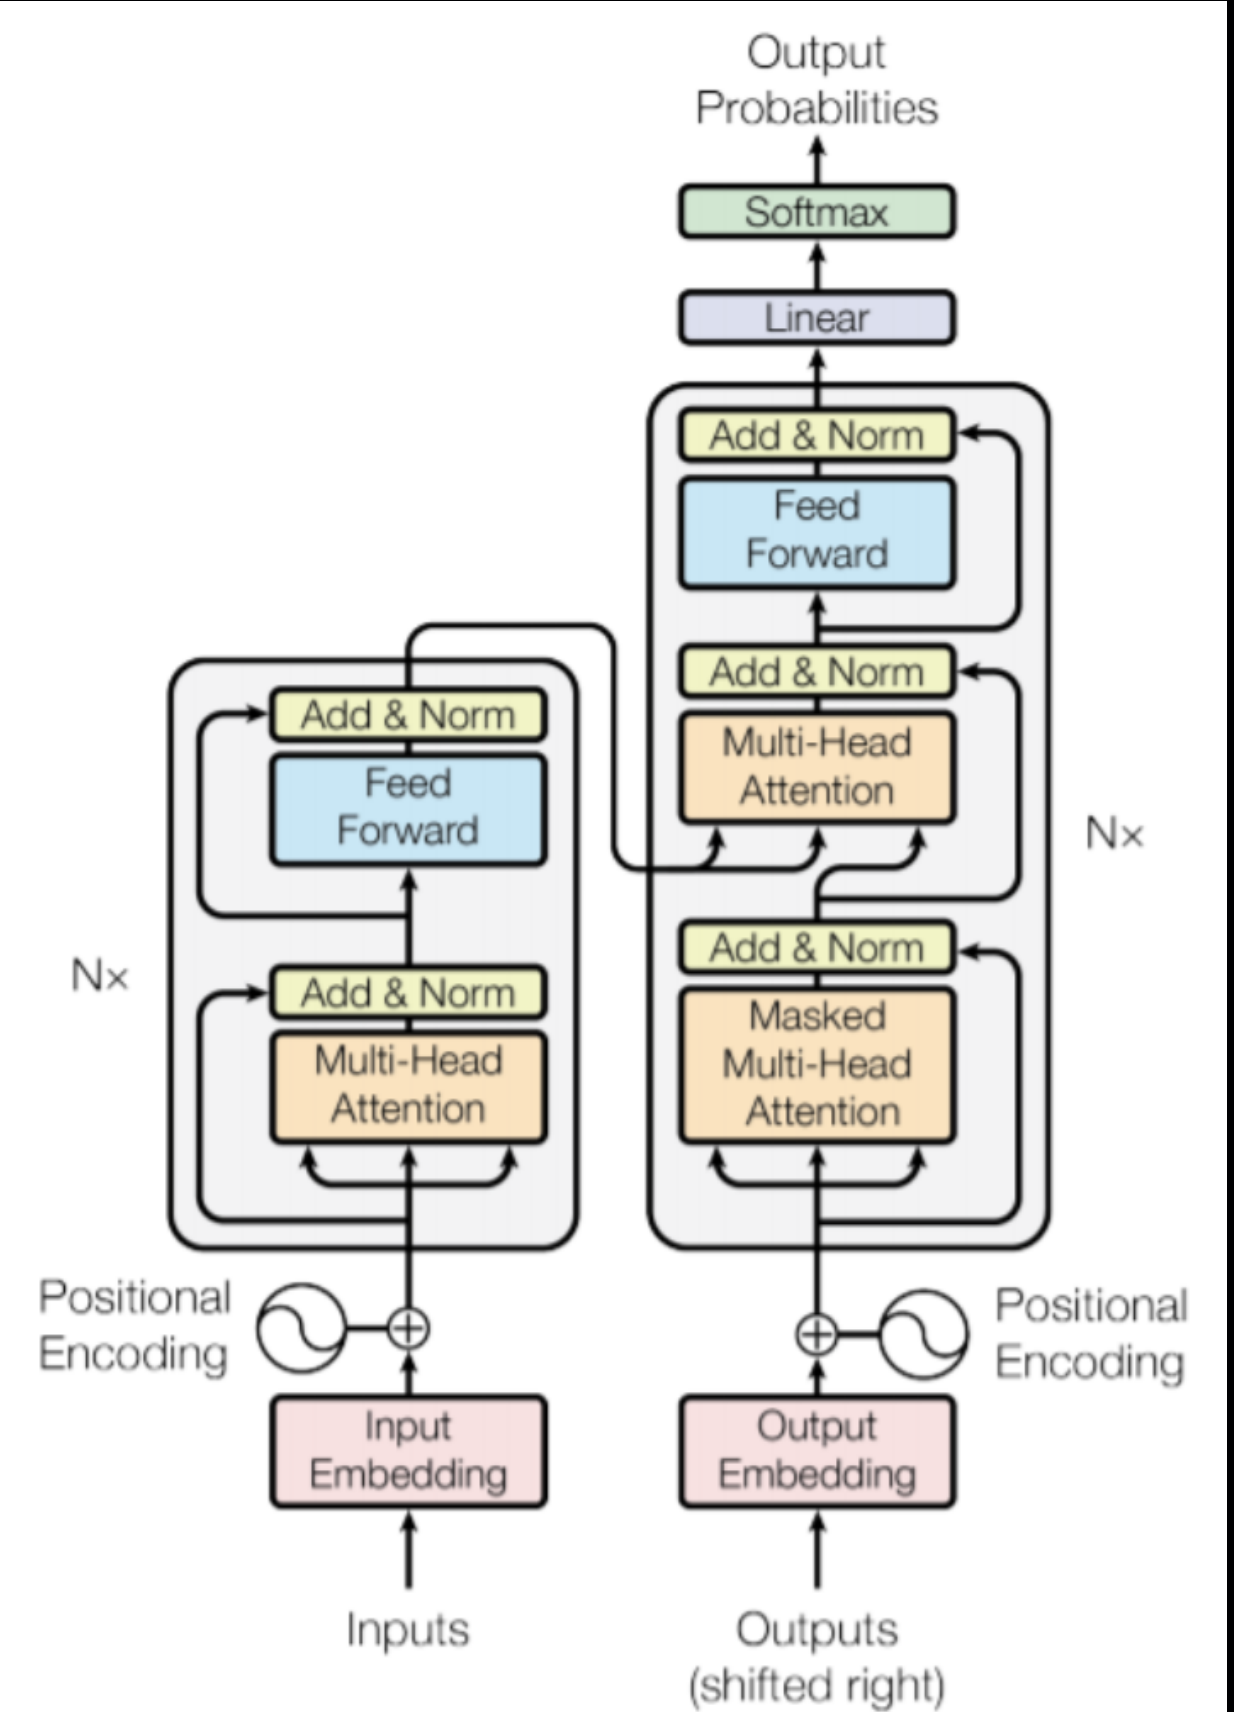 Output
Probabilities
Softmax
Linear
Add & Norm
Feed
Forward
Add & Norm
Multi-Head
Attention
Nx
Add & Norm
Masked
Multi-Head
Attention
Add & Norm
Feed
Forward
Nx
Add & Norm
Multi-Head
Attention
Positional
Encoding
Positional
Encoding
Input
Embedding
Output
Embedding
Inputs
Outputs
(shifted right)